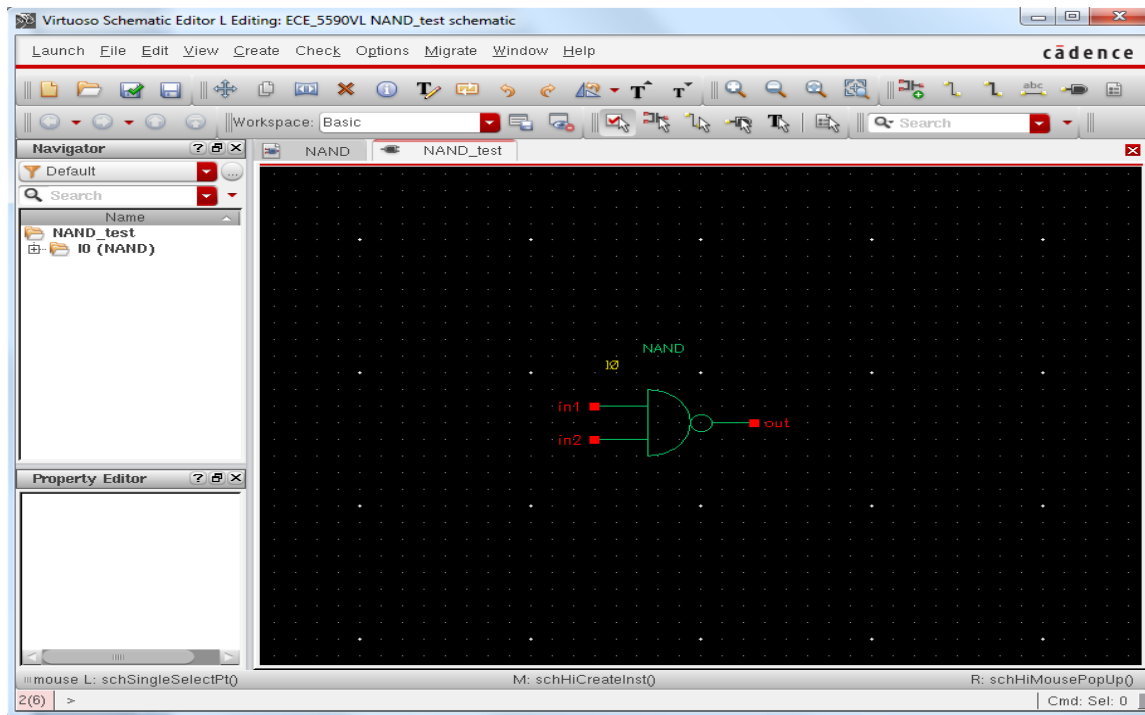 Virtuoso Schematic Editor L Editing: ECE_5590VL NAND_test schematic
Launch File Edit View Create Check Options Migrate Window Help
cādence
abc
Workspace: Basic
Search
Navigator
NAND
NAND_test
Default
Search
Name
NAND_test
I0 (NAND)
NAND
I0
in1
out
in2
Property Editor
mouse L: schSingleSelectPt()
M: schHiCreateInst()
R: schHiMousePopUp()
2(6)
>
Cmd: Sel: 0